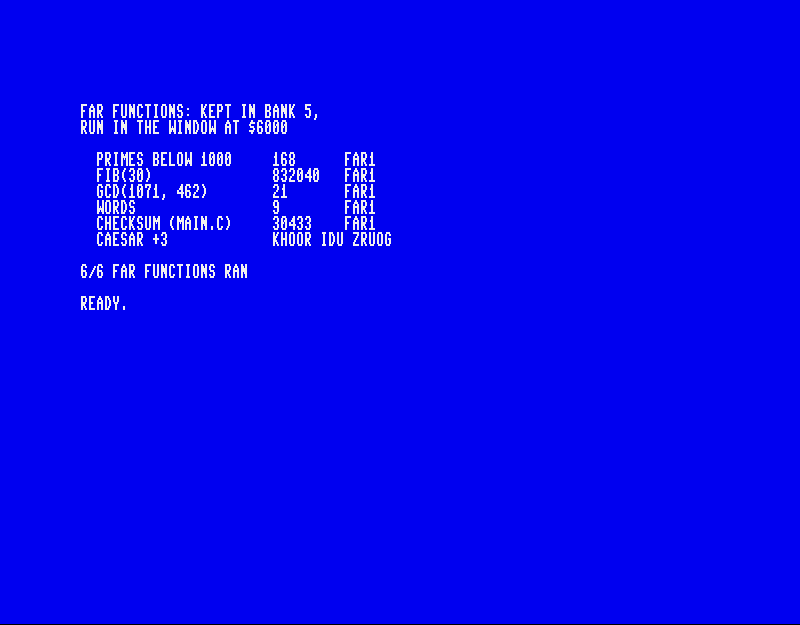 FAR FUNCTIONS: KEPT IN BANK 5,
RUN IN THE WINDOW AT $6000
PRIMES BELOW 1000 168 FAR1
FIB(30) 832040 FAR1
GCD(1071, 462) 21 FAR1
WORDS 9 FAR1
CHECKSUM (MAIN.C) 30433 FAR1
CAESAR +3 KHOOR IDU ZRUOG
6/6 FAR FUNCTIONS RAN
READY.